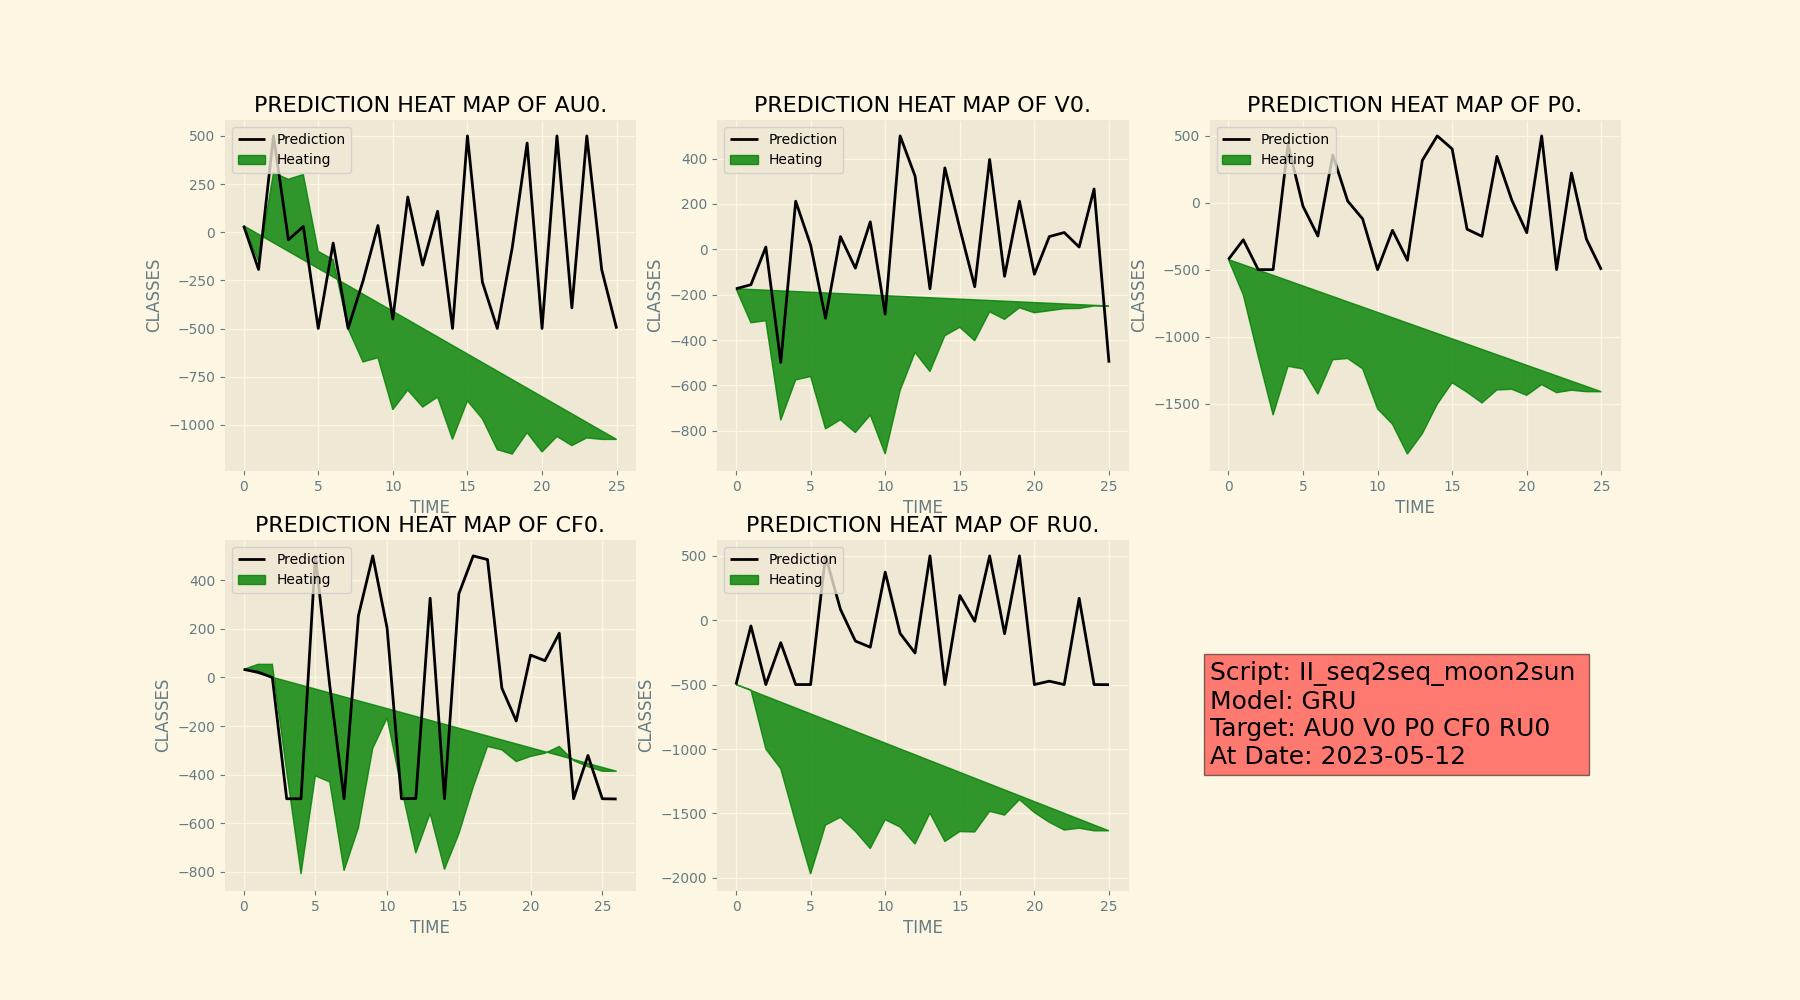 PREDICTION HEAT MAP OF AU0.
Prediction
Heating
500
250
0
−250
−500
−750
−1000
CLASSES
0 5 10 15 20 25
TIME
PREDICTION HEAT MAP OF V0.
Prediction
Heating
400
200
0
−200
−400
−600
−800
CLASSES
0 5 10 15 20 25
TIME
PREDICTION HEAT MAP OF P0.
Prediction
Heating
500
0
−500
−1000
−1500
CLASSES
0 5 10 15 20 25
TIME
PREDICTION HEAT MAP OF CF0.
Prediction
Heating
400
200
0
−200
−400
−600
−800
CLASSES
0 5 10 15 20 25
TIME
PREDICTION HEAT MAP OF RU0.
Prediction
Heating
500
0
−500
−1000
−1500
−2000
CLASSES
0 5 10 15 20 25
TIME
Script: II_seq2seq_moon2sun
Model: GRU
Target: AU0 V0 P0 CF0 RU0
At Date: 2023-05-12